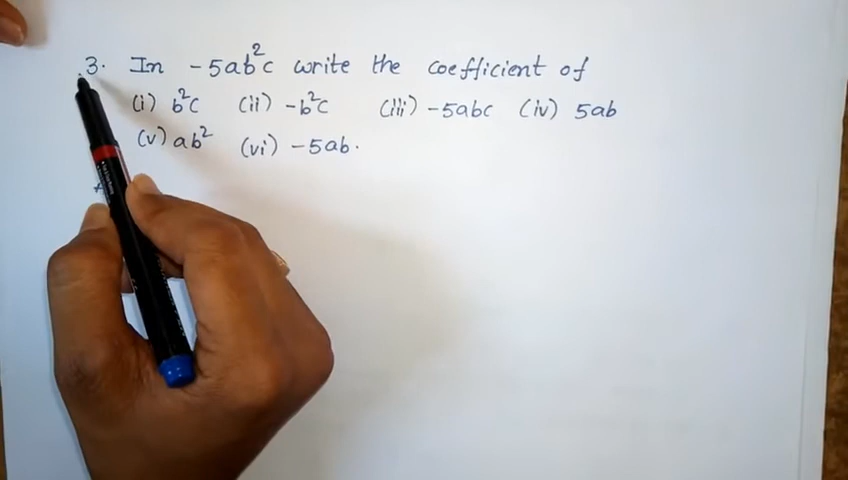 3. In -5ab²c write the coefficient of
(i) b²c (ii) -b²c (iii) -5abc (iv) 5ab
(v) ab² (vi) -5ab.